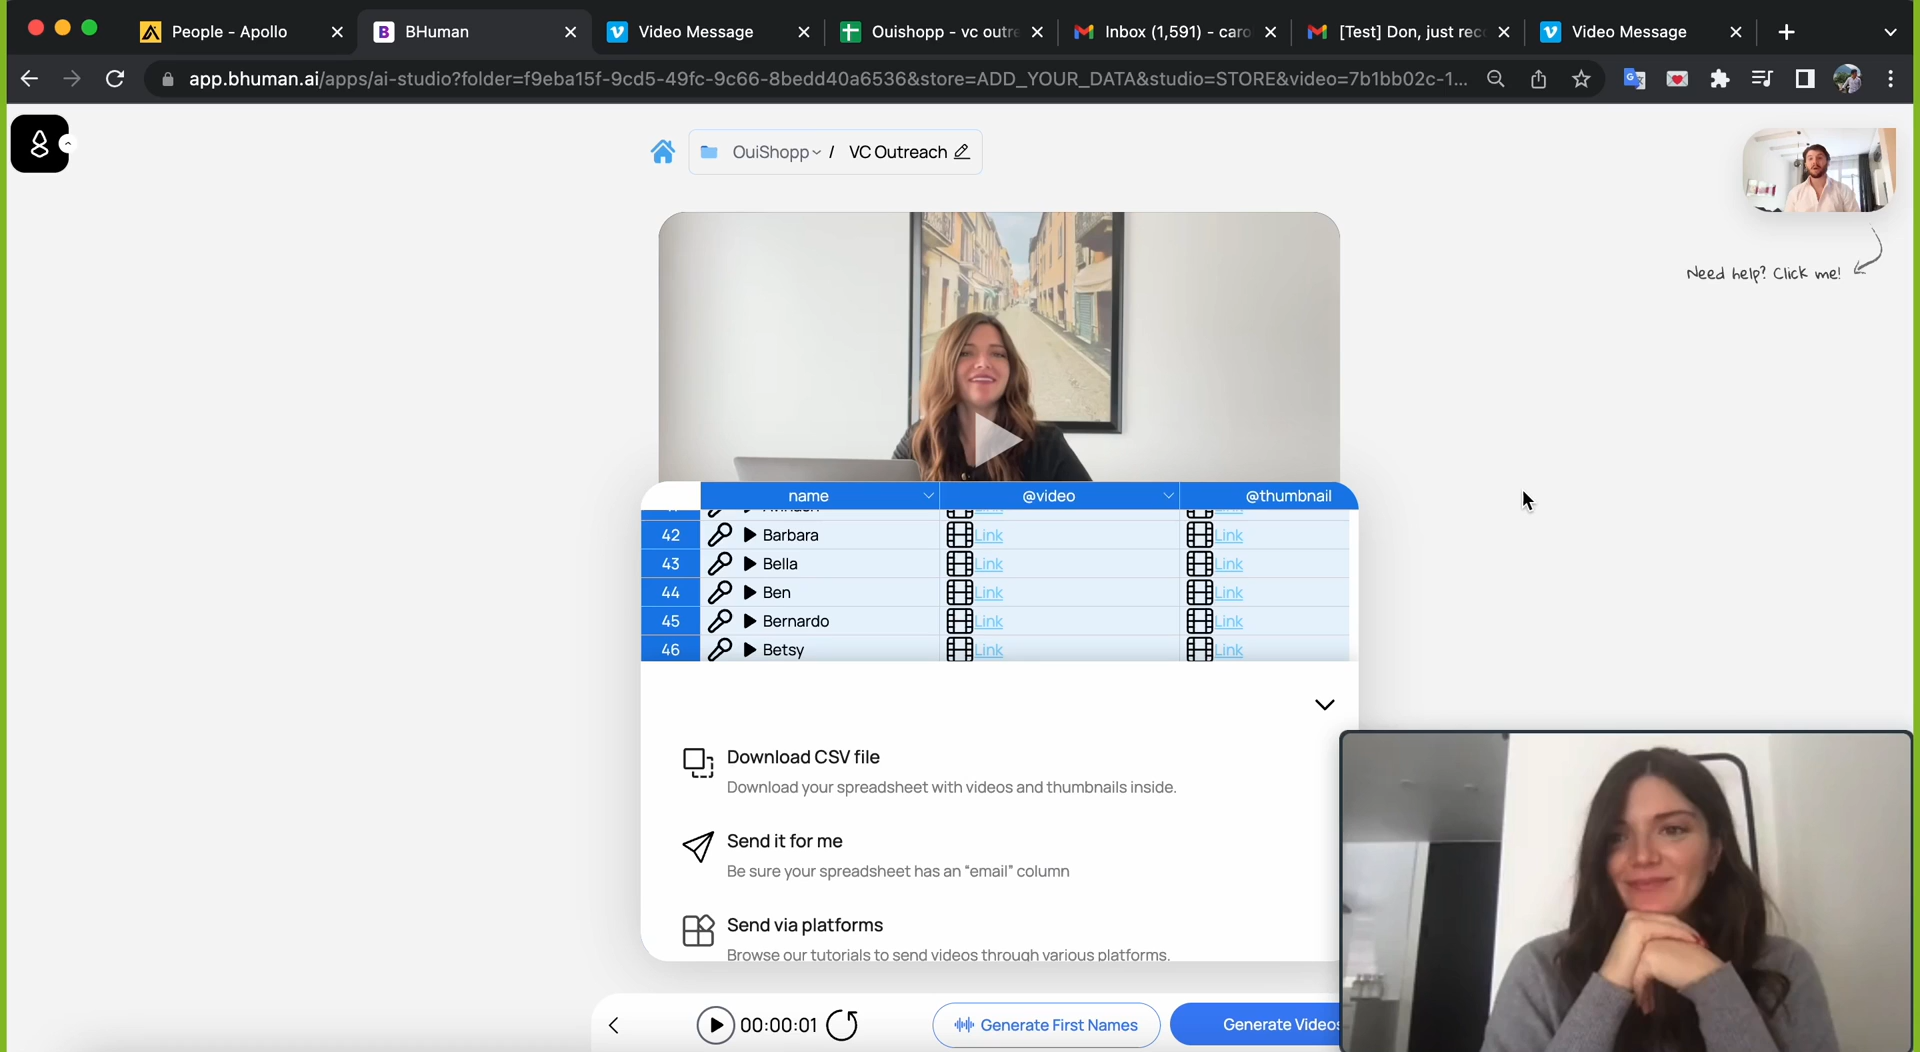 People - Apollo
BHuman
Video Message
Ouishopp - vc outre
Inbox (1,591) - caro
[Test] Don, just rec
Video Message
app.bhuman.ai/apps/ai-studio?folder=f9eba15f-9cd5-49fc-9c66-8bedd40a6536&store=ADD_YOUR_DATA&studio=STORE&video=7b1bb02c-1...
OuiShopp / VC Outreach
Need help? Click me!
name @video @thumbnail
42 Barbara Link Link
43 Bella Link Link
44 Ben Link Link
45 Bernardo Link Link
46 Betsy Link Link
Download CSV file
Download your spreadsheet with videos and thumbnails inside.
Send it for me
Be sure your spreadsheet has an “email” column
Send via platforms
Browse our tutorials to send videos through various platforms.
00:00:01 Generate First Names Generate Videos